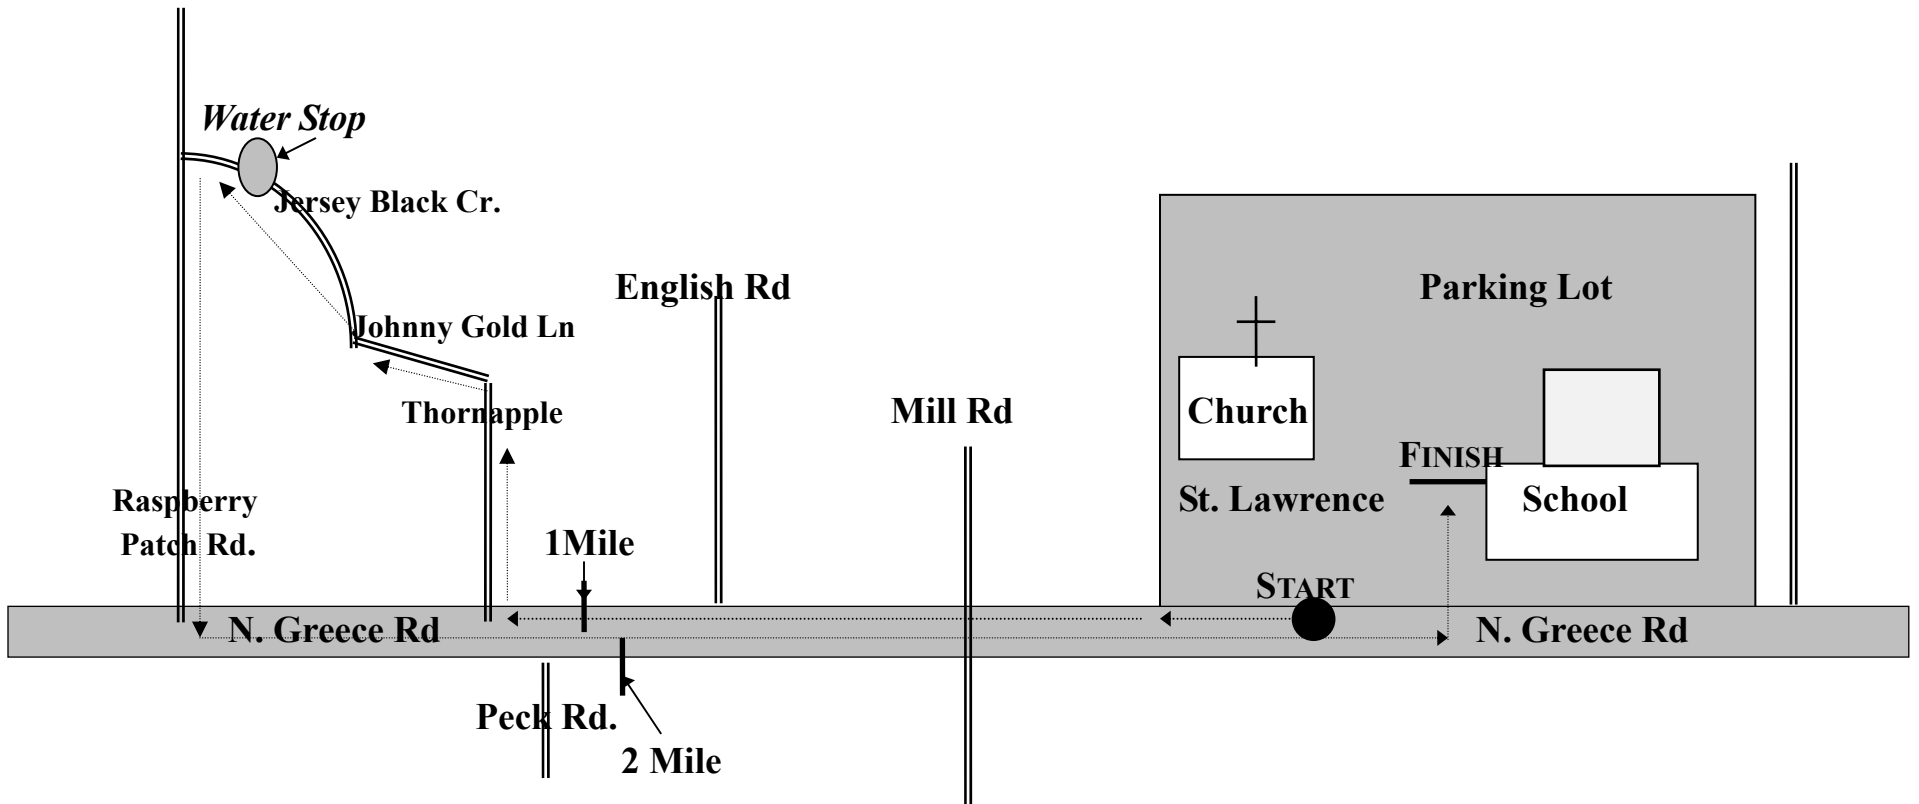 Water Stop
Jersey Black Cr.
English Rd
Parking Lot
Johnny Gold Ln
Thornapple
Mill Rd
Church
FINISH
St. Lawrence
School
Raspberry
Patch Rd.
1Mile
START
N. Greece Rd
N. Greece Rd
Peck Rd.
2 Mile